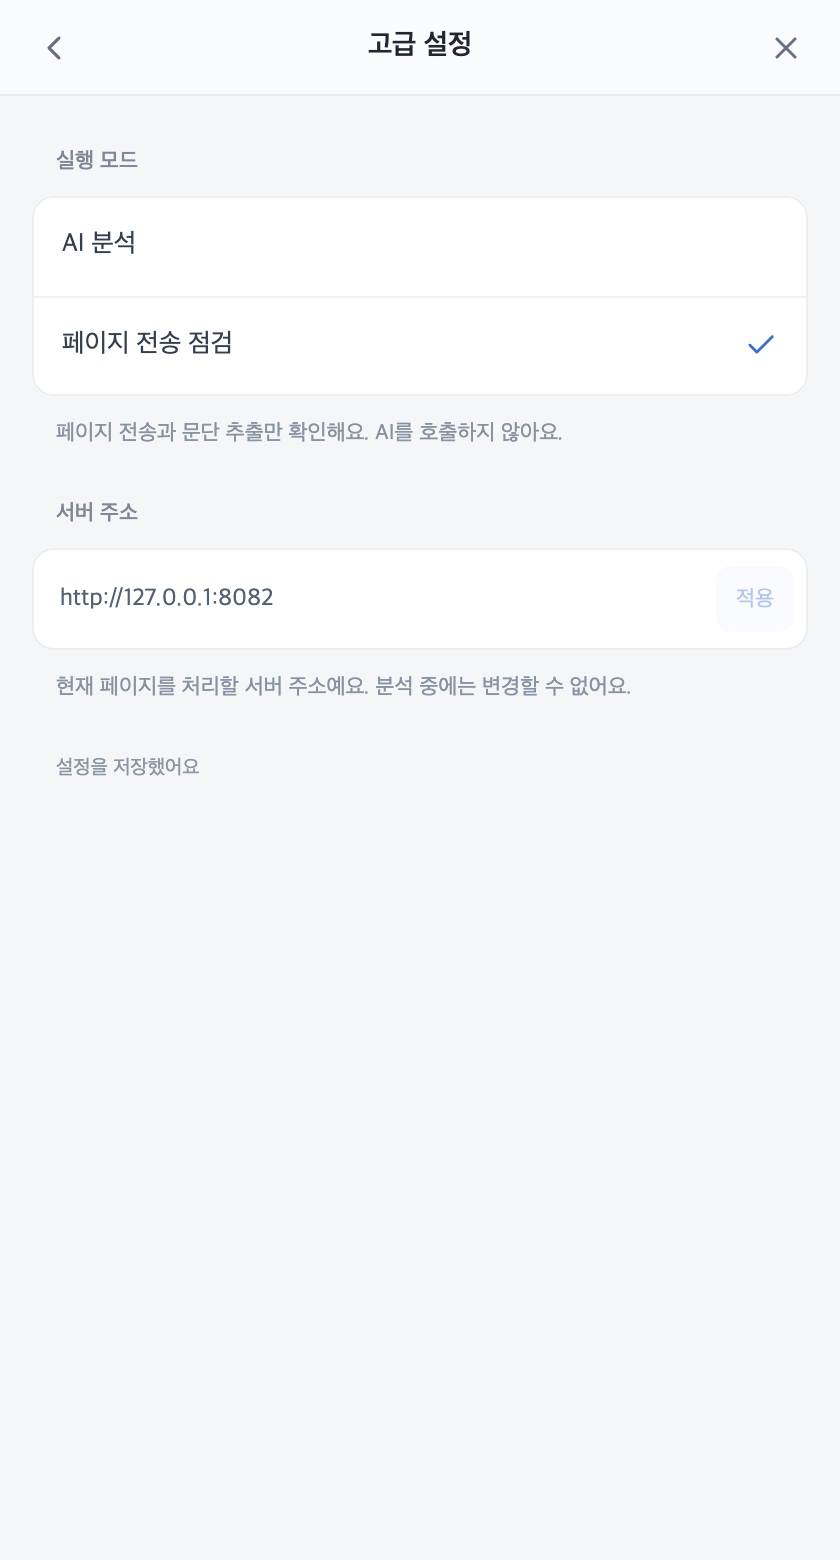 고급 설정
실행 모드
AI 분석
페이지 전송 점검
페이지 전송과 문단 추출만 확인해요. AI를 호출하지 않아요.
서버 주소
http://127.0.0.1:8082
적용
현재 페이지를 처리할 서버 주소예요. 분석 중에는 변경할 수 없어요.
설정을 저장했어요